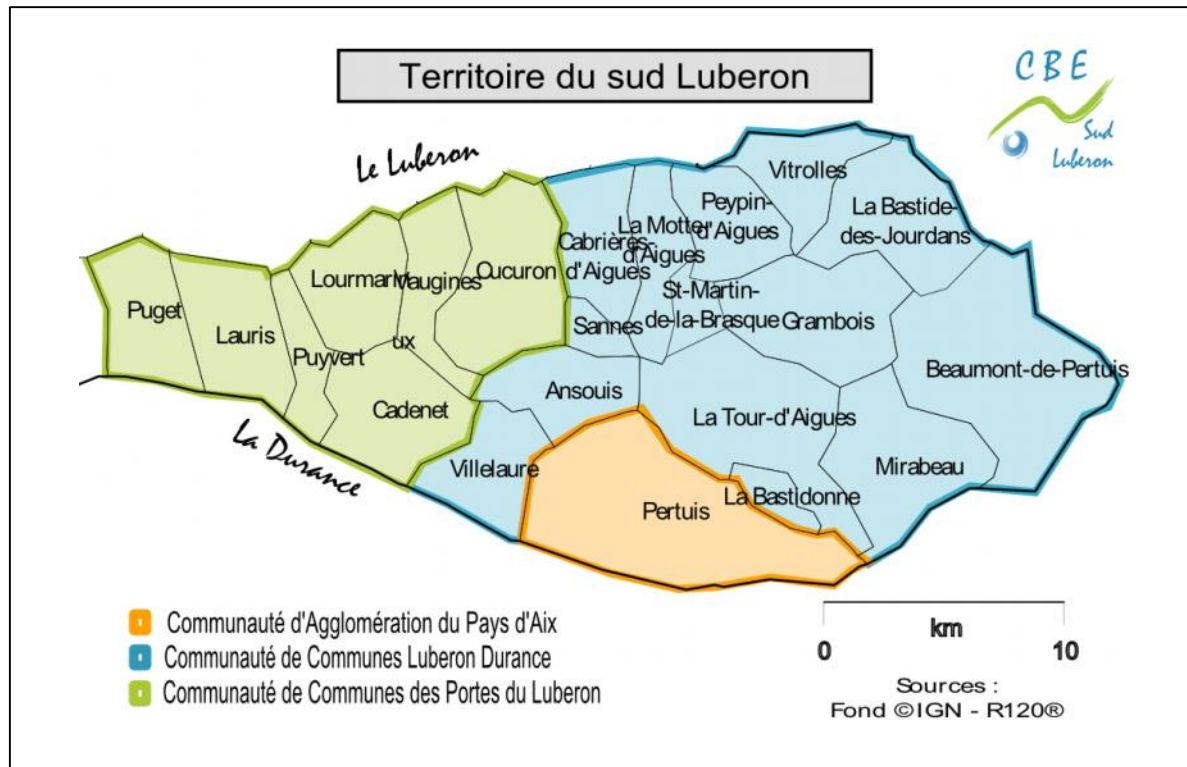 Territoire du sud Luberon
CBE
Sud
Luberon
Le Luberon
Vitrolles
Peypin-
d'Aigues
La Bastide-
des-Jourdans
La Motte-
d'Aigues
Cabrières-
d'Aigues
Cucuron
Vaugines
Lourmarin
Puget
Lauris
Puyvert
ux
Cadenet
St-Martin-
de-la-Brasque
Sannes
Grambois
Ansouis
Beaumont-de-Pertuis
La Tour-d'Aigues
La Durance
Villelaure
Mirabeau
La Bastidonne
Pertuis
Communauté d'Agglomération du Pays d'Aix
Communauté de Communes Luberon Durance
Communauté de Communes des Portes du Luberon
km
0 10
Sources :
Fond ©IGN - R120®